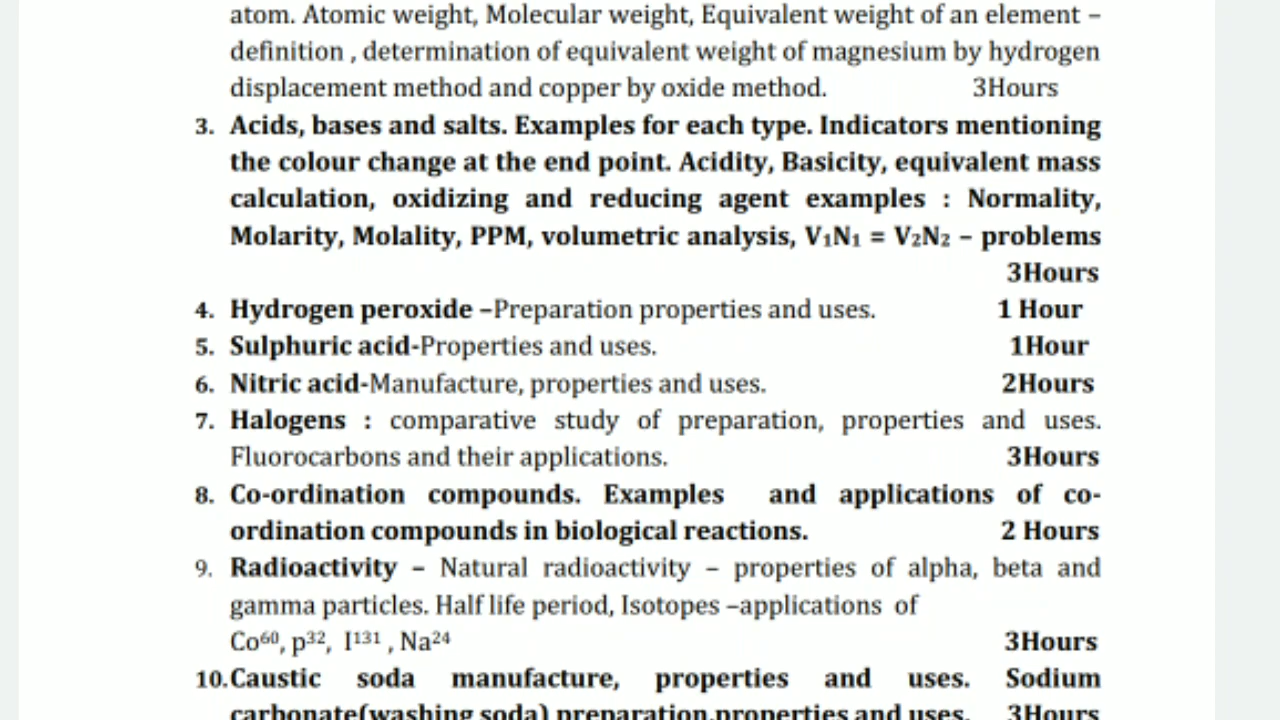 atom. Atomic weight, Molecular weight, Equivalent weight of an element –
definition , determination of equivalent weight of magnesium by hydrogen
displacement method and copper by oxide method. 3Hours
3. Acids, bases and salts. Examples for each type. Indicators mentioning
the colour change at the end point. Acidity, Basicity, equivalent mass
calculation, oxidizing and reducing agent examples : Normality,
Molarity, Molality, PPM, volumetric analysis, V₁N₁ = V₂N₂ – problems
3Hours
4. Hydrogen peroxide –Preparation properties and uses. 1 Hour
5. Sulphuric acid-Properties and uses. 1Hour
6. Nitric acid-Manufacture, properties and uses. 2Hours
7. Halogens : comparative study of preparation, properties and uses.
Fluorocarbons and their applications. 3Hours
8. Co-ordination compounds. Examples and applications of co-
ordination compounds in biological reactions. 2 Hours
9. Radioactivity – Natural radioactivity – properties of alpha, beta and
gamma particles. Half life period, Isotopes –applications of
Co⁶⁰, p³², I¹³¹ , Na²⁴ 3Hours
10. Caustic soda manufacture, properties and uses. Sodium
carbonate(washing soda) preparation,properties and uses. 3Hours